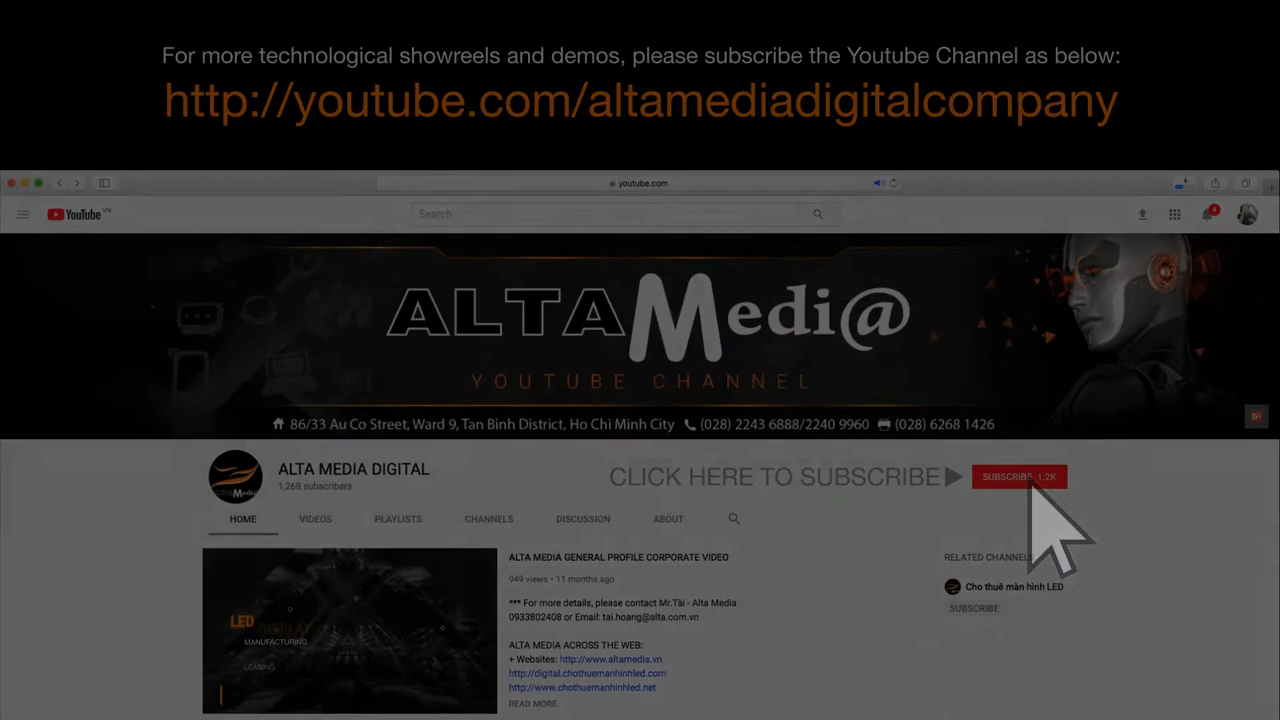 For more technological showreels and demos, please subscribe the Youtube Channel as below:
http://youtube.com/altamediadigitalcompany
youtube.com
YouTube VN
Search
4
ALTAMedi@
YOUTUBE CHANNEL
86/33 Au Co Street, Ward 9, Tan Binh District, Ho Chi Minh City (028) 2243 6888/2240 9960 (028) 6268 1426
G+
ALTA MEDIA DIGITAL
1,268 subscribers
CLICK HERE TO SUBSCRIBE
SUBSCRIBE 1.2K
HOME VIDEOS PLAYLISTS CHANNELS DISCUSSION ABOUT
ALTA MEDIA GENERAL PROFILE CORPORATE VIDEO
949 views • 11 months ago
*** For more details, please contact Mr.Tài - Alta Media
0933802408 or Email: tai.hoang@alta.com.vn
ALTA MEDIA ACROSS THE WEB:
+ Websites: http://www.altamedia.vn
http://digital.chothuemanhinhled.com
http://www.chothuemanhinhled.net
READ MORE
LED DISPLAY
MANUFACTURING
LEASING
RELATED CHANNELS
Cho thuê màn hình LED
SUBSCRIBE